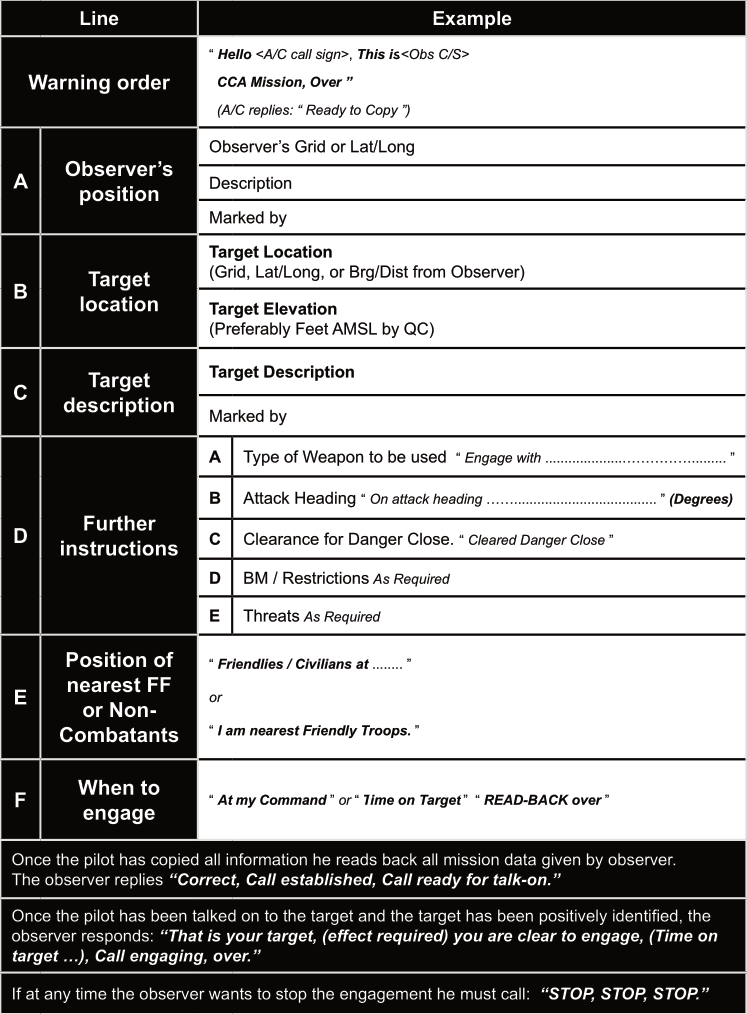 Line
Example
Warning order
“ Hello <A/C call sign>, This is<Obs C/S>
CCA Mission, Over ”
(A/C replies: “ Ready to Copy ”)
A
Observer’s
position
Observer’s Grid or Lat/Long
Description
Marked by
B
Target
location
Target Location
(Grid, Lat/Long, or Brg/Dist from Observer)
Target Elevation
(Preferably Feet AMSL by QC)
C
Target
description
Target Description
Marked by
D
Further
instructions
A
Type of Weapon to be used “ Engage with .....................…………….......... ”
B
Attack Heading “ On attack heading ……...................................... ” (Degrees)
C
Clearance for Danger Close. “ Cleared Danger Close ”
D
BM / Restrictions As Required
E
Threats As Required
E
Position of
nearest FF
or Non-
Combatants
“ Friendlies / Civilians at ........ ”
or
“ I am nearest Friendly Troops. ”
F
When to
engage
“ At my Command ” or “ Time on Target ” “ READ-BACK over ”
Once the pilot has copied all information he reads back all mission data given by observer.
The observer replies “Correct, Call established, Call ready for talk-on.”
Once the pilot has been talked on to the target and the target has been positively identified, the
observer responds: “That is your target, (effect required) you are clear to engage, (Time on
target …), Call engaging, over.”
If at any time the observer wants to stop the engagement he must call: “STOP, STOP, STOP.”